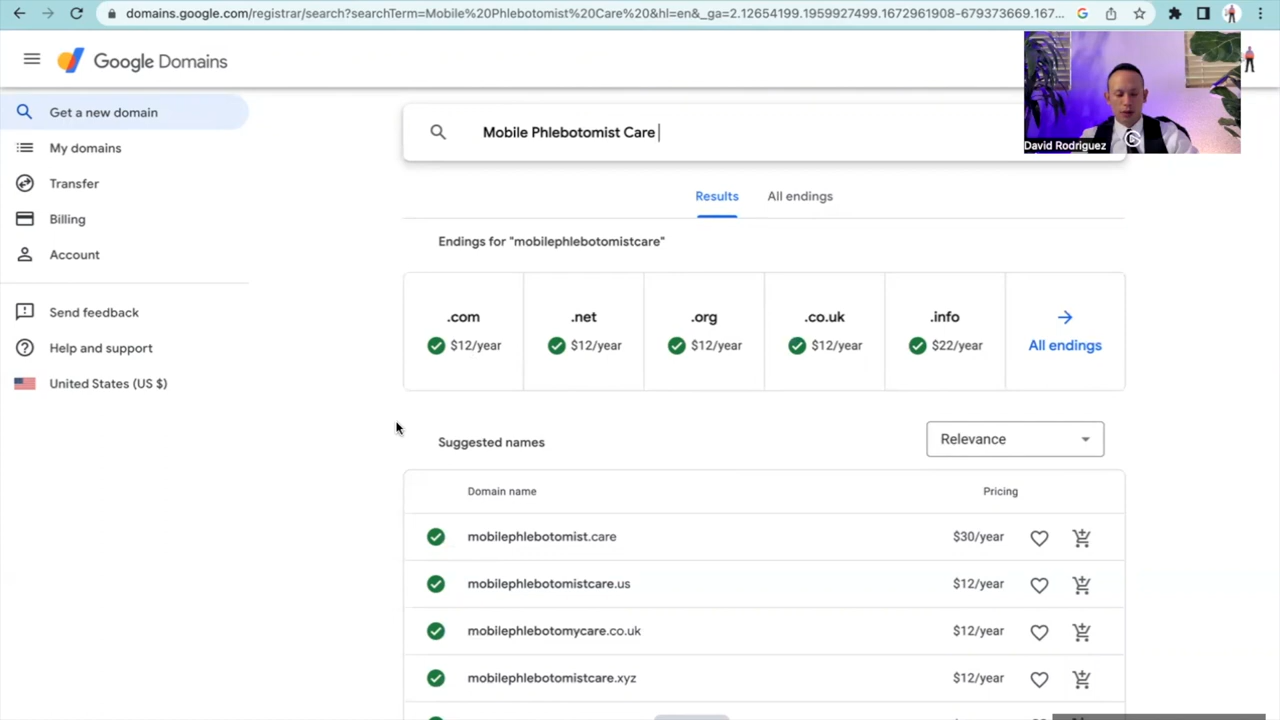 domains.google.com/registrar/search?searchTerm=Mobile%20Phlebotomist%20Care%20&hl=en&_ga=2.12654199.1959927499.1672961908-679373669.167...
Google Domains
David Rodriguez
Get a new domain
My domains
Transfer
Billing
Account
Send feedback
Help and support
United States (US $)
Mobile Phlebotomist Care
Results All endings
Endings for "mobilephlebotomistcare"
.com .net .org .co.uk .info
$12/year $12/year $12/year $12/year $22/year All endings
Suggested names Relevance
Domain name Pricing
mobilephlebotomist.care $30/year
mobilephlebotomistcare.us $12/year
mobilephlebotomycare.co.uk $12/year
mobilephlebotomistcare.xyz $12/year